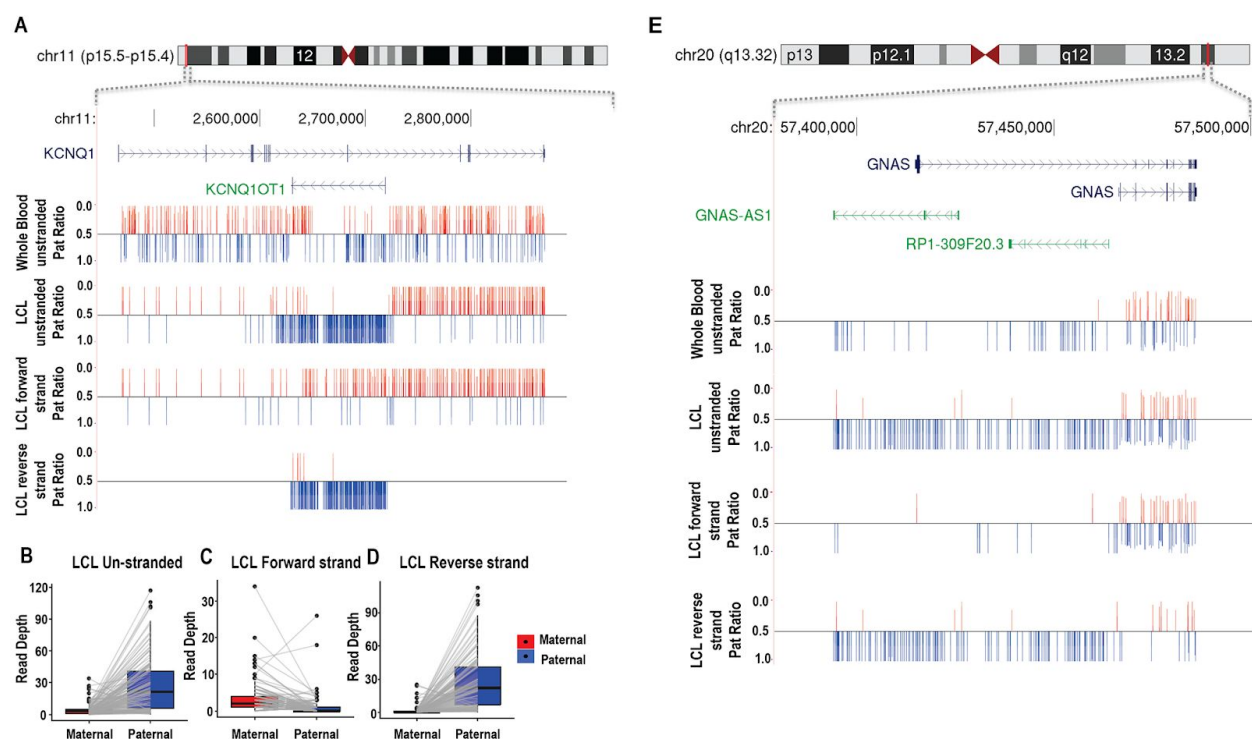 A
chr11 (p15.5-p15.4)
12
chr11:
2,600,000
2,700,000
2,800,000
KCNQ1
KCNQ1OT1
Whole Blood
unstranded
Pat Ratio
0.0
0.5
1.0
LCL
unstranded
Pat Ratio
0.0
0.5
1.0
LCL forward
strand
Pat Ratio
0.0
0.5
1.0
LCL reverse
strand
Pat Ratio
0.0
0.5
1.0
B
LCL Un-stranded
Read Depth
120
90
60
30
0
Maternal
Paternal
C
LCL Forward strand
Read Depth
30
20
10
0
Maternal
Paternal
D
LCL Reverse strand
Read Depth
90
60
30
0
Maternal
Paternal
Maternal
Paternal
E
chr20 (q13.32)
p13
p12.1
q12
13.2
chr20:
57,400,000
57,450,000
57,500,000
GNAS
GNAS
GNAS-AS1
RP1-309F20.3
Whole Blood
unstranded
Pat Ratio
0.0
0.5
1.0
LCL
unstranded
Pat Ratio
0.0
0.5
1.0
LCL forward
strand
Pat Ratio
0.0
0.5
1.0
LCL reverse
strand
Pat Ratio
0.0
0.5
1.0